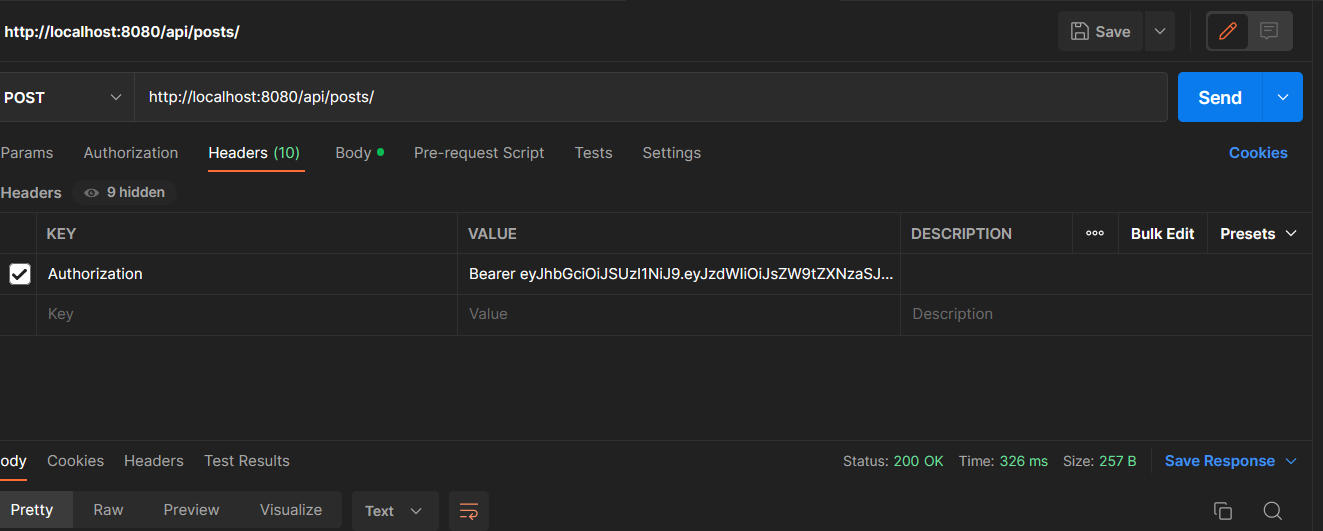 http://localhost:8080/api/posts/
Save
POST http://localhost:8080/api/posts/ Send
Params Authorization Headers (10) Body Pre-request Script Tests Settings Cookies
Headers 9 hidden
KEY VALUE DESCRIPTION Bulk Edit Presets
Authorization Bearer eyJhbGciOiJSUzI1NiJ9.eyJzdWIiOiJsZW9tZXNzaSJ...
Key Value Description
ody Cookies Headers Test Results Status: 200 OK Time: 326 ms Size: 257 B Save Response
Pretty Raw Preview Visualize Text